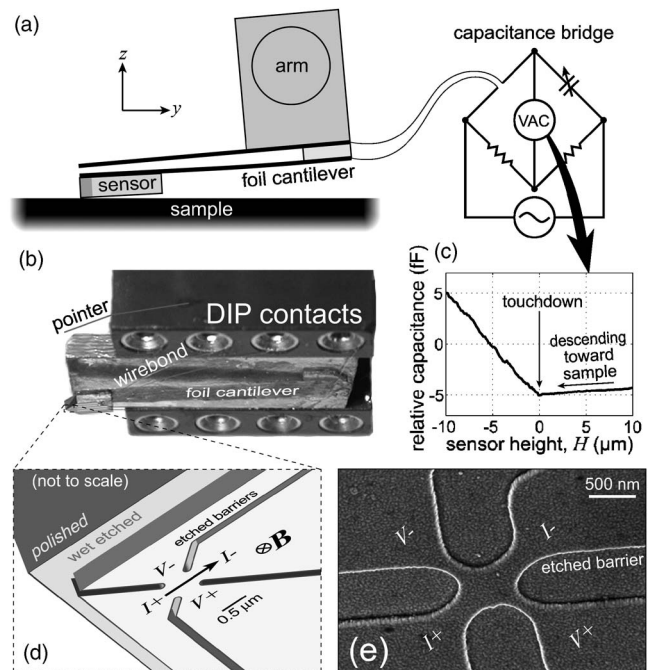 (a)
z
y
arm
sensor
foil cantilever
sample
capacitance bridge
VAC
(b)
pointer
DIP contacts
wirebond
foil cantilever
(c)
relative capacitance (fF)
5
0
-5
touchdown
descending
toward
sample
-10 -5 0 5 10
sensor height, H (µm)
(not to scale)
polished
wet etched
etched barriers
V-
I-
⊗B
I+
V+
0.5 µm
(d)
500 nm
V-
I-
etched barrier
I+
V+
(e)